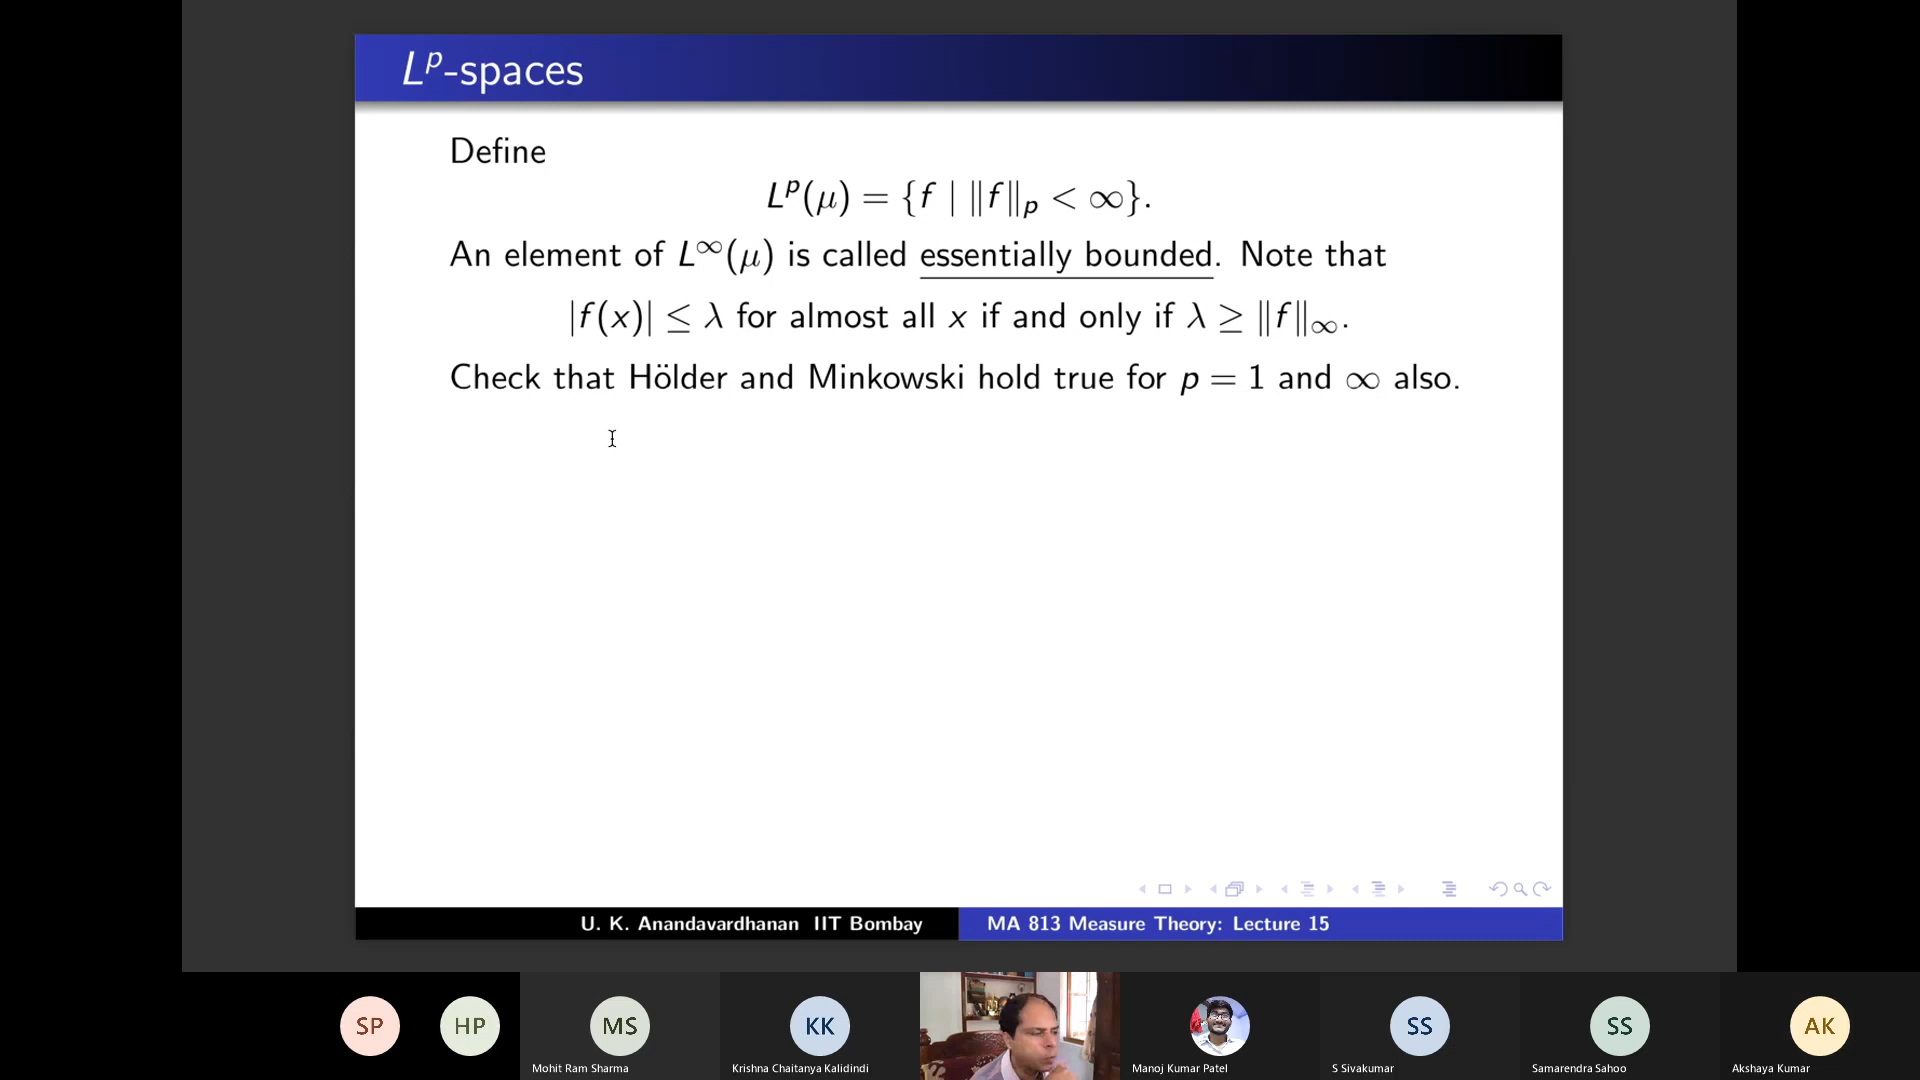 Lᵖ-spaces
Define
Lᵖ(μ) = {f | ‖f‖ₚ < ∞}.
An element of L^∞(μ) is called essentially bounded. Note that
|f(x)| ≤ λ for almost all x if and only if λ ≥ ‖f‖_∞.
Check that Hölder and Minkowski hold true for p = 1 and ∞ also.
U. K. Anandavardhanan IIT Bombay
MA 813 Measure Theory: Lecture 15
SP
HP
MS
KK
SS
SS
AK
Mohit Ram Sharma
Krishna Chaitanya Kalidindi
Manoj Kumar Patel
S Sivakumar
Samarendra Sahoo
Akshaya Kumar